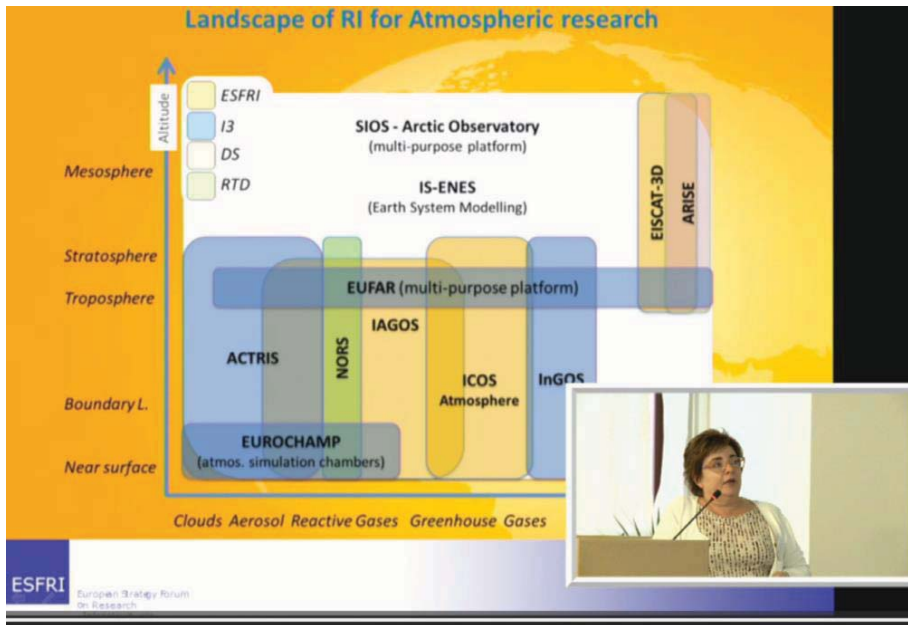 Landscape of RI for Atmospheric research
Altitude
ESFRI
I3
DS
RTD
SIOS - Arctic Observatory
(multi-purpose platform)
IS-ENES
(Earth System Modelling)
EISCAT-3D
ARISE
Mesosphere
Stratosphere
Troposphere
Boundary L.
Near surface
EUFAR (multi-purpose platform)
IAGOS
ACTRIS
NORS
ICOS
Atmosphere
InGOS
EUROCHAMP
(atmos. simulation chambers)
Clouds Aerosol Reactive Gases Greenhouse Gases
ESFRI
European Strategy Forum
on Research